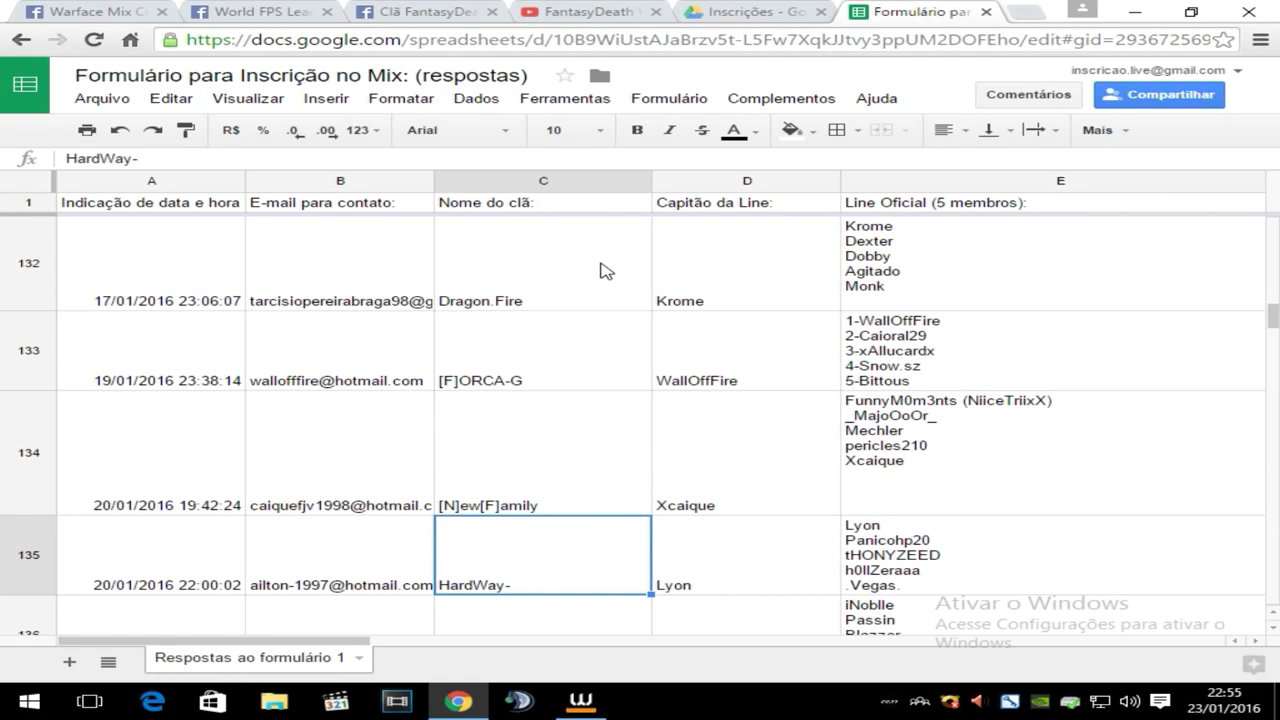 Warface Mix C
World FPS Lea
Clã FantasyDea
FantasyDeath
Inscrições - Go
Formulário par
https://docs.google.com/spreadsheets/d/10B9WiUstAJaBrzv5t-L5Fw7XqkJJtvy3ppUM2DOFEho/edit#gid=293672569
Formulário para Inscrição no Mix: (respostas)
inscricao.live@gmail.com
Arquivo Editar Visualizar Inserir Formatar Dados Ferramentas Formulário Complementos Ajuda
Comentários
Compartilhar
R$ % .0 .00 123 Arial 10 B I S A Mais
fx HardWay-
A B C D E
1 Indicação de data e hora E-mail para contato: Nome do clã: Capitão da Line: Line Oficial (5 membros):
Krome
Dexter
Dobby
Agitado
Monk
132
17/01/2016 23:06:07 tarcisiopereirabraga98@g Dragon.Fire Krome
1-WallOffFire
2-Caioral29
3-xAllucardx
4-Snow.sz
5-Bittous
133
19/01/2016 23:38:14 wallofffire@hotmail.com [F]ORCA-G WallOffFire
FunnyM0m3nts (NiiceTriixX)
_MajoOoOr_
Mechler
pericles210
Xcaique
134
20/01/2016 19:42:24 caiquefjv1998@hotmail.c [N]ew[F]amily Xcaique
Lyon
Panicohp20
tHONYZEED
h0llZeraaa
.Vegas.
135
20/01/2016 22:00:02 ailton-1997@hotmail.com HardWay- Lyon
iNoblle
Passin
Blazzer
136
Ativar o Windows
Acesse Configurações para ativar o
Windows.
Respostas ao formulário 1
321
W
22:55
23/01/2016